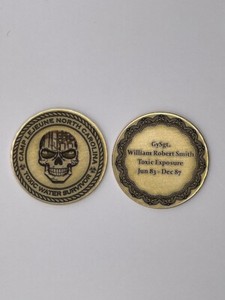 CAMP LEJEUNE NORTH CAROLINA
TOXIC WATER SURVIVOR
GySgt.
William Robert Smith
Toxic Exposure
Jun 83 - Dec 87